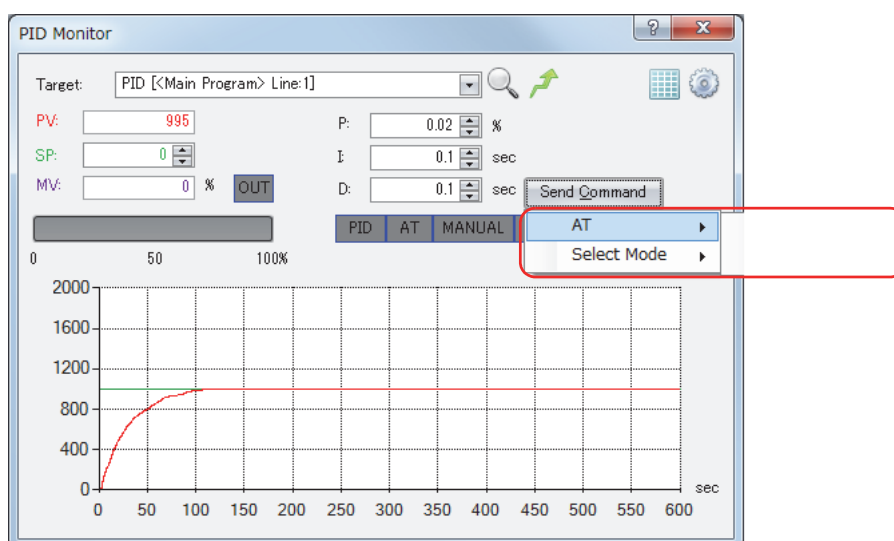 PID Monitor
?
x
Target: PID [<Main Program> Line:1]
PV: 995 P: 0.02 %
SP: 0 I: 0.1 sec
MV: 0 % OUT D: 0.1 sec Send Command
PID AT MANUAL AT
Select Mode
0 50 100%
2000
1600
1200
800
400
0 sec
0 50 100 150 200 250 300 350 400 450 500 550 600